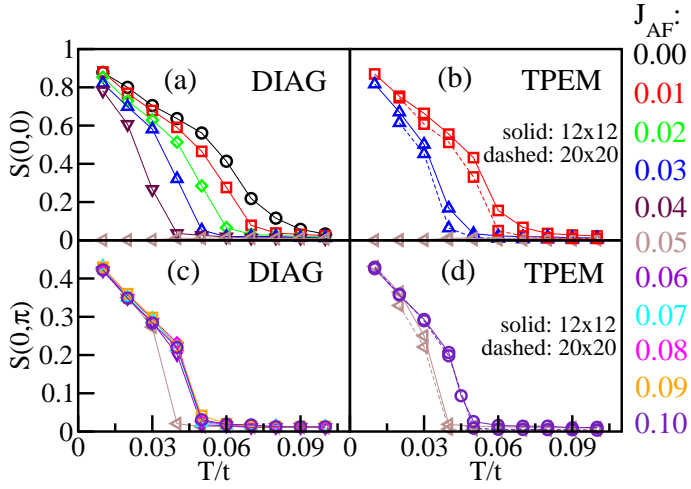 J_AF:
1
0.8
0.6
0.4
0.2
0
S(0,0)
(a)
DIAG
(b)
TPEM
solid: 12x12
dashed: 20x20
0.00
0.01
0.02
0.03
0.04
0.05
0.06
0.07
0.08
0.09
0.10
0.4
0.3
0.2
0.1
0
S(0,π)
(c)
DIAG
(d)
TPEM
solid: 12x12
dashed: 20x20
0
0.03
0.06
0.09
0.03
0.06
0.09
T/t
T/t